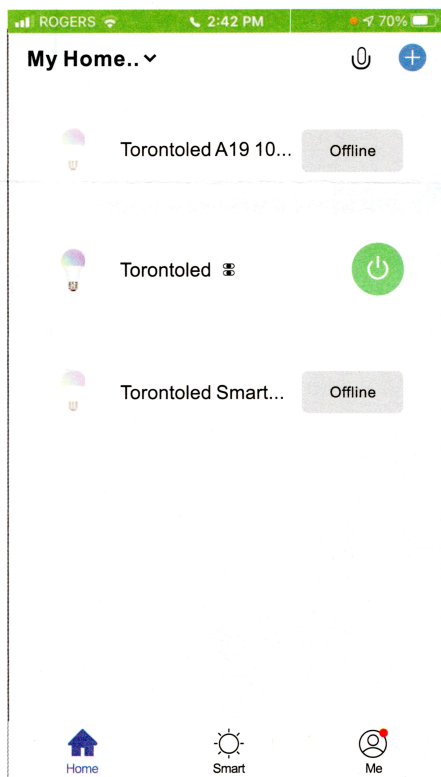 ROGERS 2:42 PM 70%
My Home..
Torontoled A19 10... Offline
Torontoled
Torontoled Smart... Offline
Home Smart Me